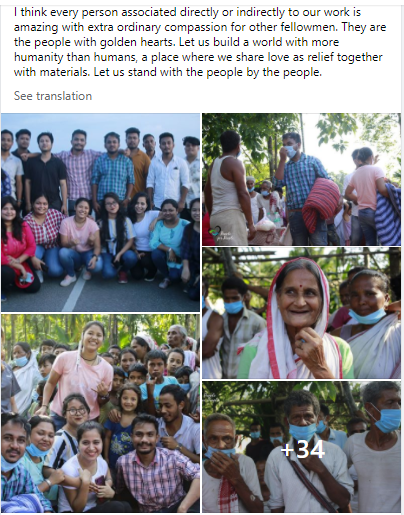 I think every person associated directly or indirectly to our work is
amazing with extra ordinary compassion for other fellowmen. They are
the people with golden hearts. Let us build a world with more
humanity than humans, a place where we share love as relief together
with materials. Let us stand with the people by the people.
See translation
+34